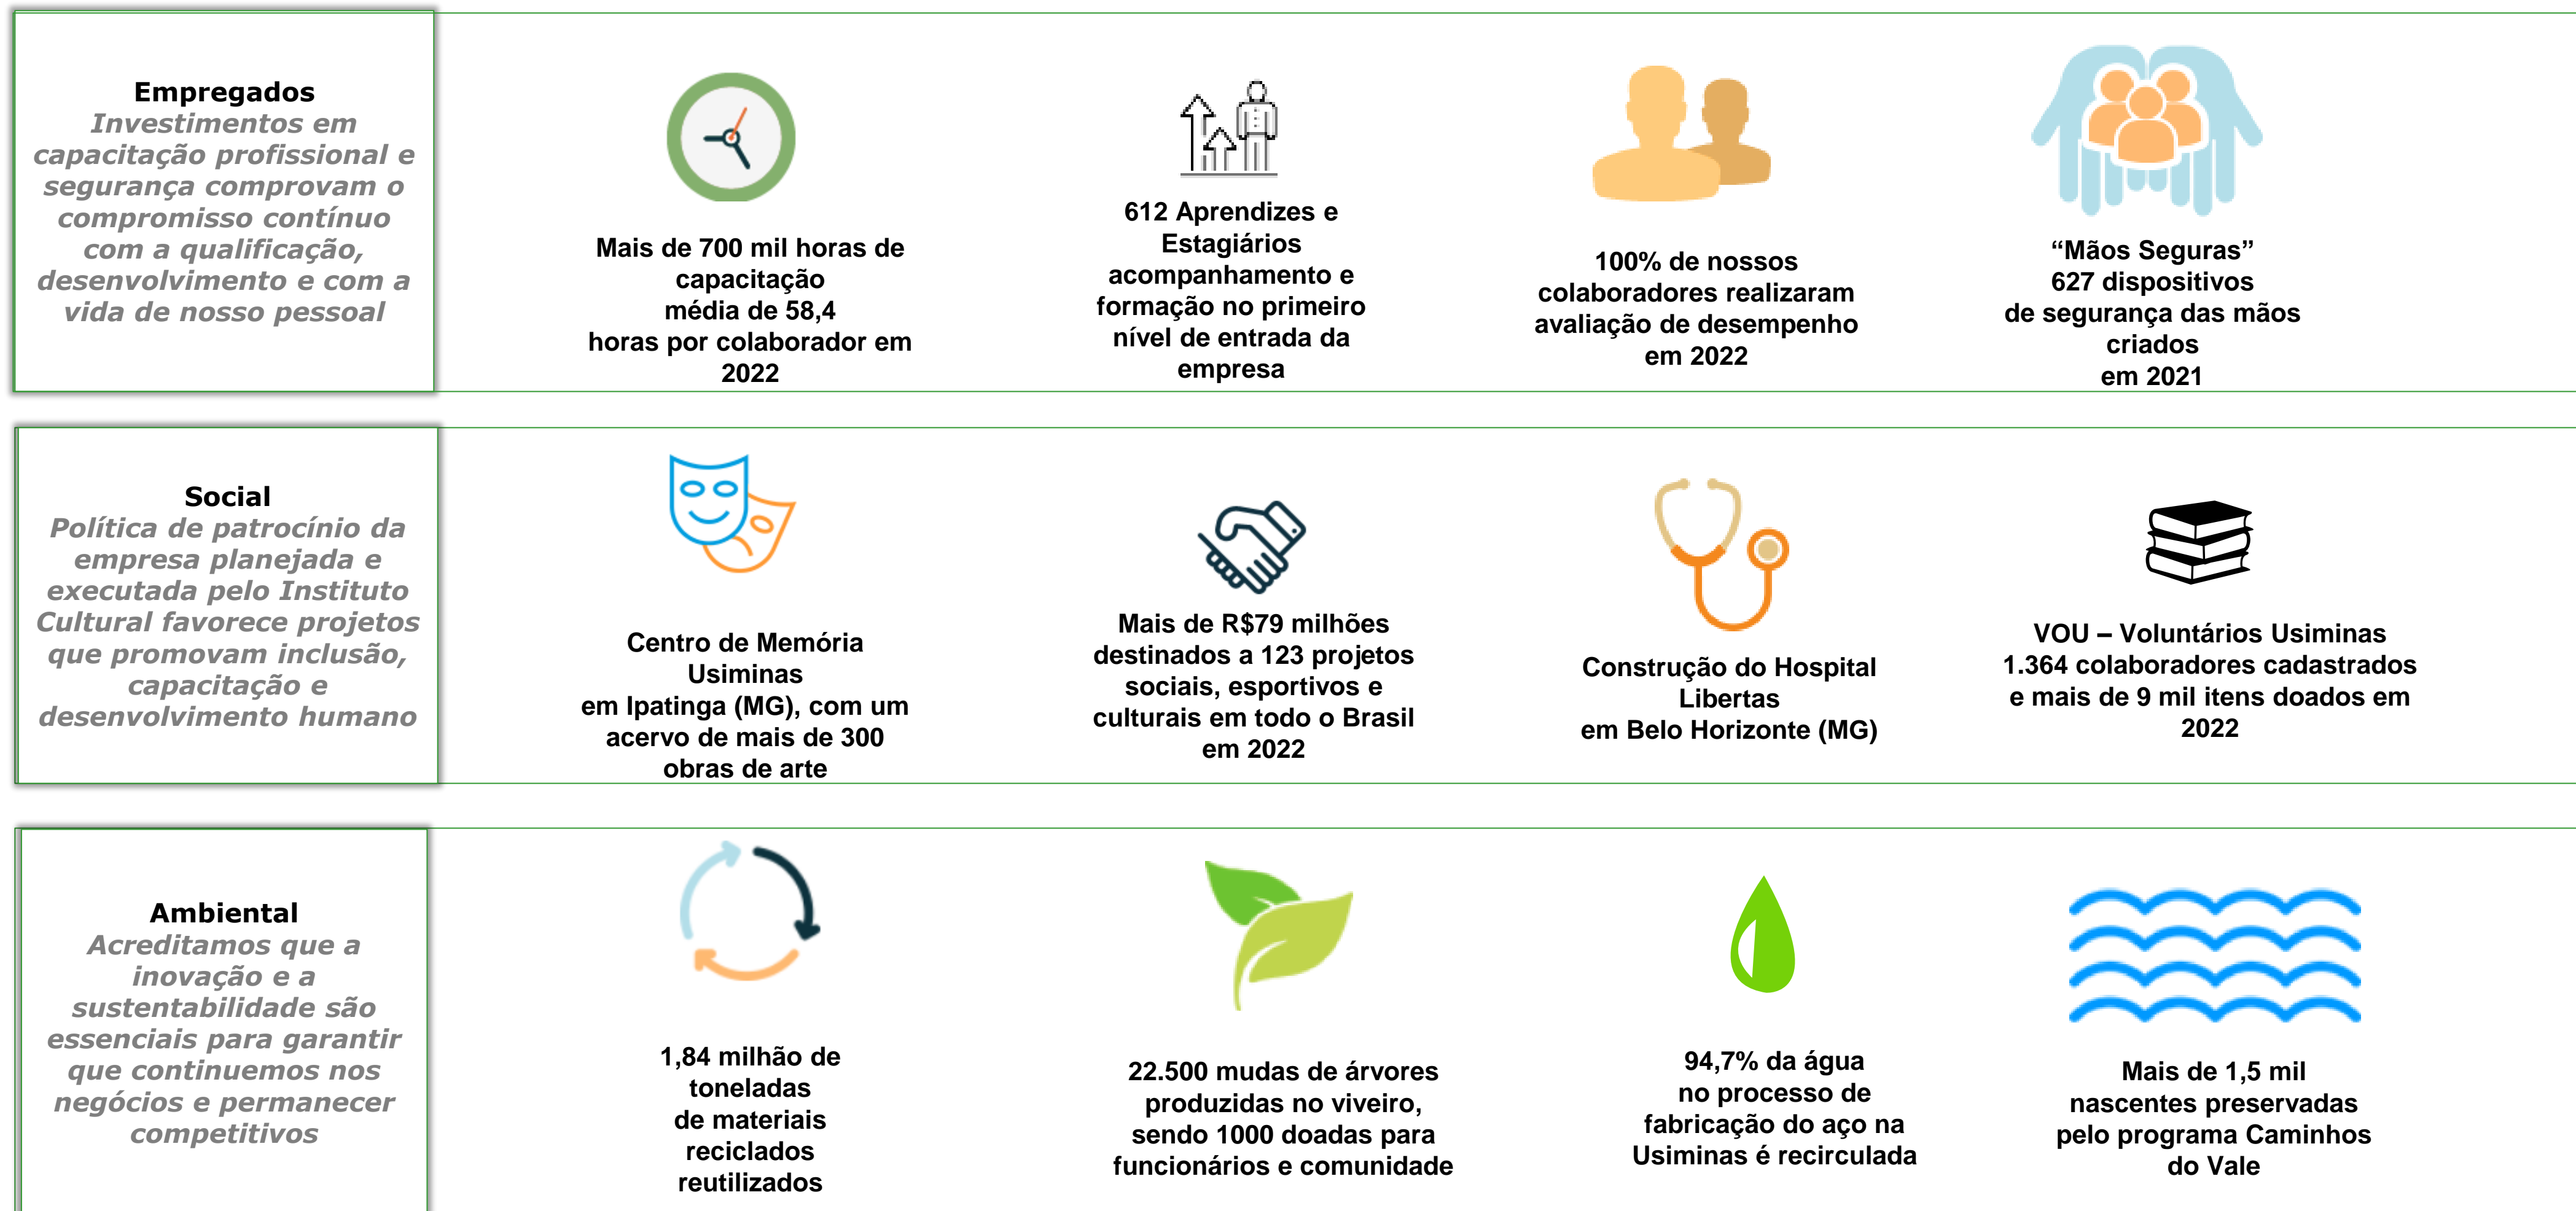 Empregados
Investimentos em
capacitação profissional e
segurança comprovam o
compromisso contínuo
com a qualificação,
desenvolvimento e com a
vida de nosso pessoal
Mais de 700 mil horas de
capacitação
média de 58,4
horas por colaborador em
2022
612 Aprendizes e
Estagiários
acompanhamento e
formação no primeiro
nível de entrada da
empresa
100% de nossos
colaboradores realizaram
avaliação de desempenho
em 2022
“Mãos Seguras”
627 dispositivos
de segurança das mãos
criados
em 2021
Social
Política de patrocínio da
empresa planejada e
executada pelo Instituto
Cultural favorece projetos
que promovam inclusão,
capacitação e
desenvolvimento humano
Centro de Memória
Usiminas
em Ipatinga (MG), com um
acervo de mais de 300
obras de arte
Mais de R$79 milhões
destinados a 123 projetos
sociais, esportivos e
culturais em todo o Brasil
em 2022
Construção do Hospital
Libertas
em Belo Horizonte (MG)
VOU – Voluntários Usiminas
1.364 colaboradores cadastrados
e mais de 9 mil itens doados em
2022
Ambiental
Acreditamos que a
inovação e a
sustentabilidade são
essenciais para garantir
que continuemos nos
negócios e permanecer
competitivos
1,84 milhão de
toneladas
de materiais
reciclados
reutilizados
22.500 mudas de árvores
produzidas no viveiro,
sendo 1000 doadas para
funcionários e comunidade
94,7% da água
no processo de
fabricação do aço na
Usiminas é recirculada
Mais de 1,5 mil
nascentes preservadas
pelo programa Caminhos
do Vale